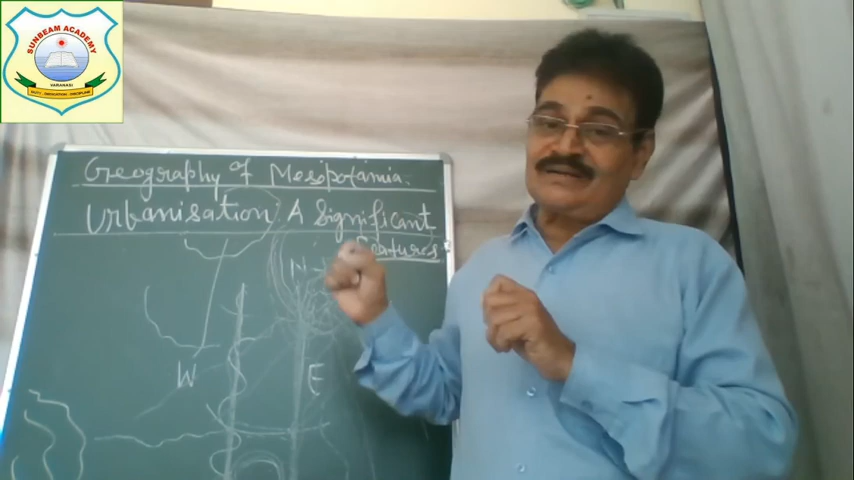 SUNBEAM ACADEMY
VARANASI
Geography of Mesopotamia.
Urbanisation A Significant
Features
N
W
E